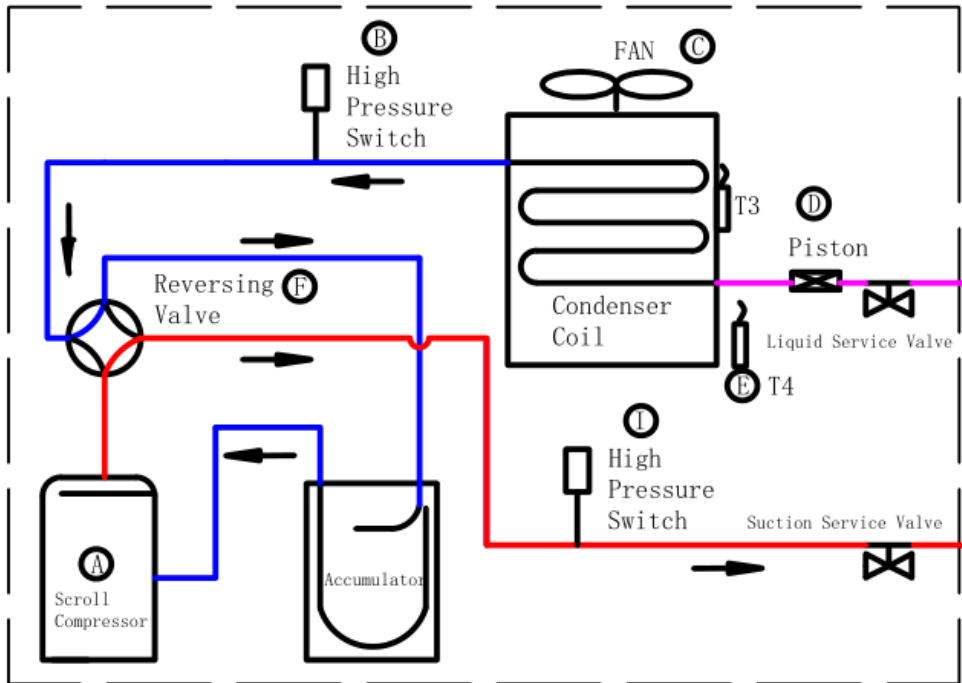 B
High
Pressure
Switch
FAN
C
T3
D
Piston
Reversing
Valve
F
Condenser
Coil
Liquid Service Valve
E
T4
I
High
Pressure
Switch
Suction Service Valve
A
Scroll
Compressor
Accumulator